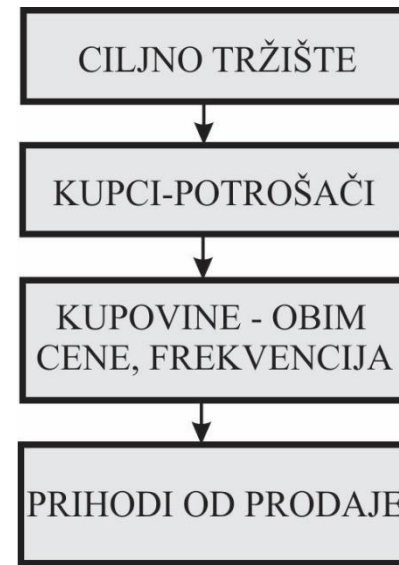 CILJNO TRŽIŠTE
KUPCI-POTROŠAČI
KUPOVINE - OBIM
CENE, FREKVENCIJA
PRIHODI OD PRODAJE